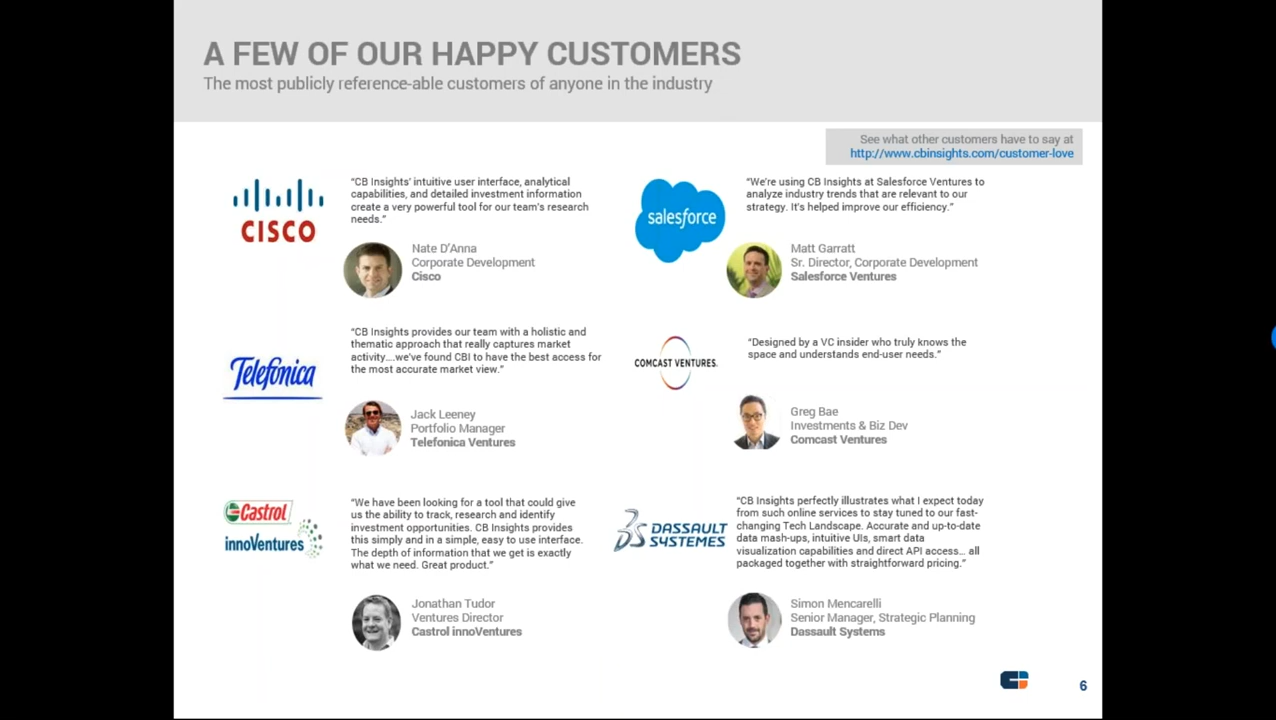 A FEW OF OUR HAPPY CUSTOMERS
The most publicly reference-able customers of anyone in the industry
See what other customers have to say at
http://www.cbinsights.com/customer-love
CISCO
“CB Insights’ intuitive user interface, analytical
capabilities, and detailed investment information
create a very powerful tool for our team’s research
needs.”
Nate D’Anna
Corporate Development
Cisco
salesforce
“We’re using CB Insights at Salesforce Ventures to
analyze industry trends that are relevant to our
strategy. It’s helped improve our efficiency.”
Matt Garratt
Sr. Director, Corporate Development
Salesforce Ventures
Telefónica
“CB Insights provides our team with a holistic and
thematic approach that really captures market
activity....we’ve found CBI to have the best access for
the most accurate market view.”
Jack Leeney
Portfolio Manager
Telefonica Ventures
COMCAST VENTURES.
“Designed by a VC insider who truly knows the
space and understands end-user needs.”
Greg Bae
Investments & Biz Dev
Comcast Ventures
Castrol
innoVentures
“We have been looking for a tool that could give
us the ability to track, research and identify
investment opportunities. CB Insights provides
this simply and in a simple, easy to use interface.
The depth of information that we get is exactly
what we need. Great product.”
Jonathan Tudor
Ventures Director
Castrol innoVentures
DASSAULT
SYSTEMES
“CB Insights perfectly illustrates what I expect today
from such online services to stay tuned to our fast-
changing Tech Landscape. Accurate and up-to-date
data mash-ups, intuitive UIs, smart data
visualization capabilities and direct API access… all
packaged together with straightforward pricing.”
Simon Mencarelli
Senior Manager, Strategic Planning
Dassault Systems
6